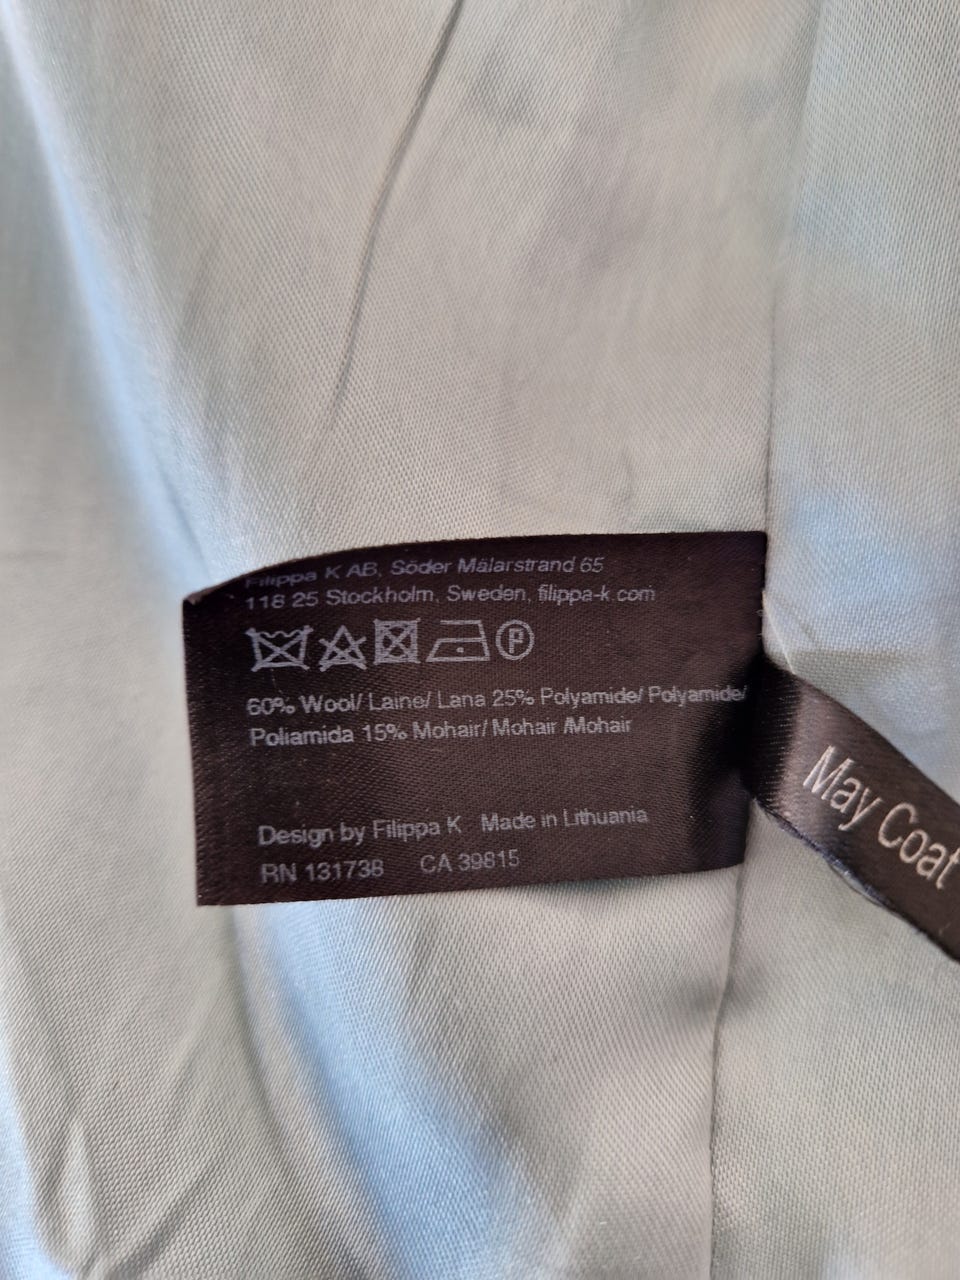 Filippa K AB, Söder Mälarstrand 65
118 25 Stockholm, Sweden, filippa-k.com
P
60% Wool/ Laine/ Lana 25% Polyamide/ Polyamide/
Poliamida 15% Mohair/ Mohair /Mohair
Design by Filippa K Made in Lithuania
RN 131738 CA 39815
May Coat